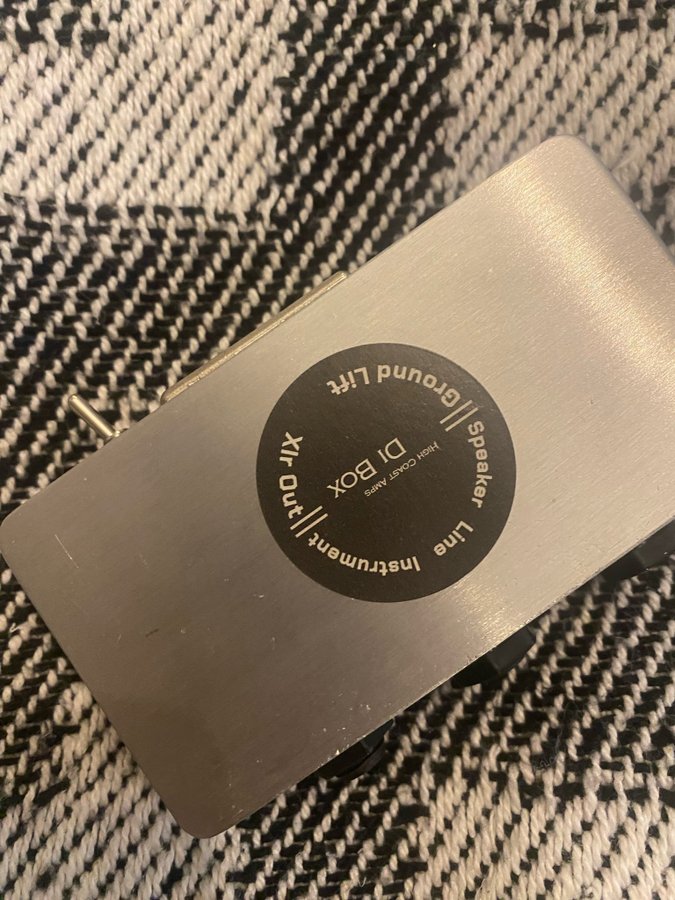 High Coast Amps
DI Box
Xlr Out || Instrument Line Speaker || Ground Lift